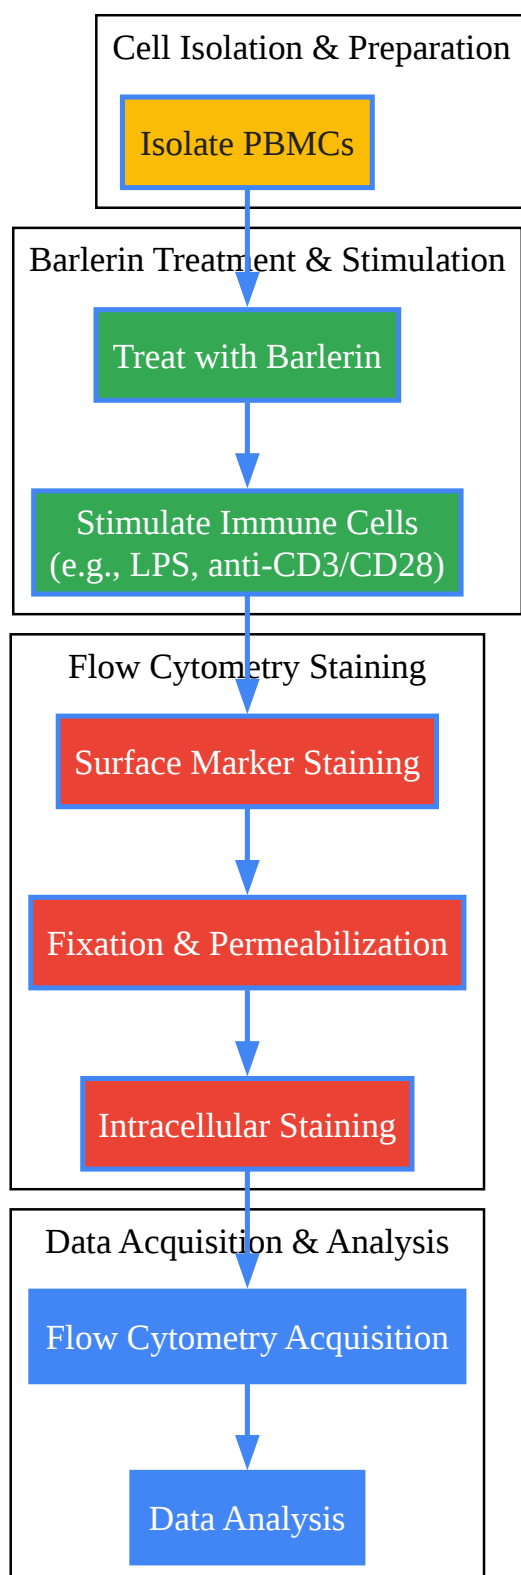 Cell Isolation & Preparation
Isolate PBMCs
Barlerin Treatment & Stimulation
Treat with Barlerin
Stimulate Immune Cells
(e.g., LPS, anti-CD3/CD28)
Flow Cytometry Staining
Surface Marker Staining
Fixation & Permeabilization
Intracellular Staining
Data Acquisition & Analysis
Flow Cytometry Acquisition
Data Analysis